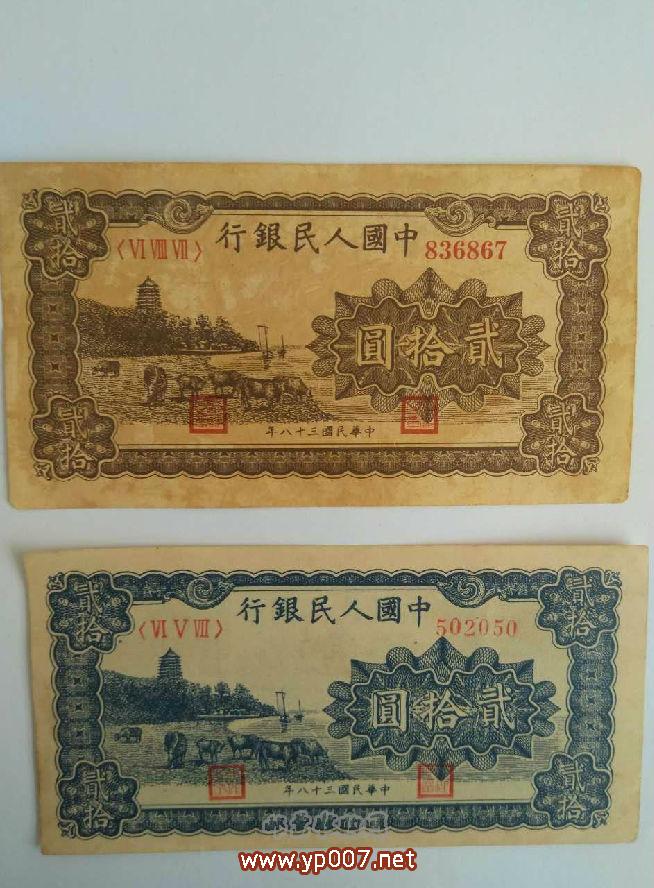 中國人民銀行
〈Ⅵ Ⅷ Ⅶ〉
836867
貳拾
貳拾
貳拾圓
貳拾
貳拾
中華民國三十八年
中國人民銀行
〈Ⅵ Ⅴ Ⅶ〉
502050
貳拾
貳拾
貳拾圓
貳拾
貳拾
中華民國三十八年
www.yp007.net